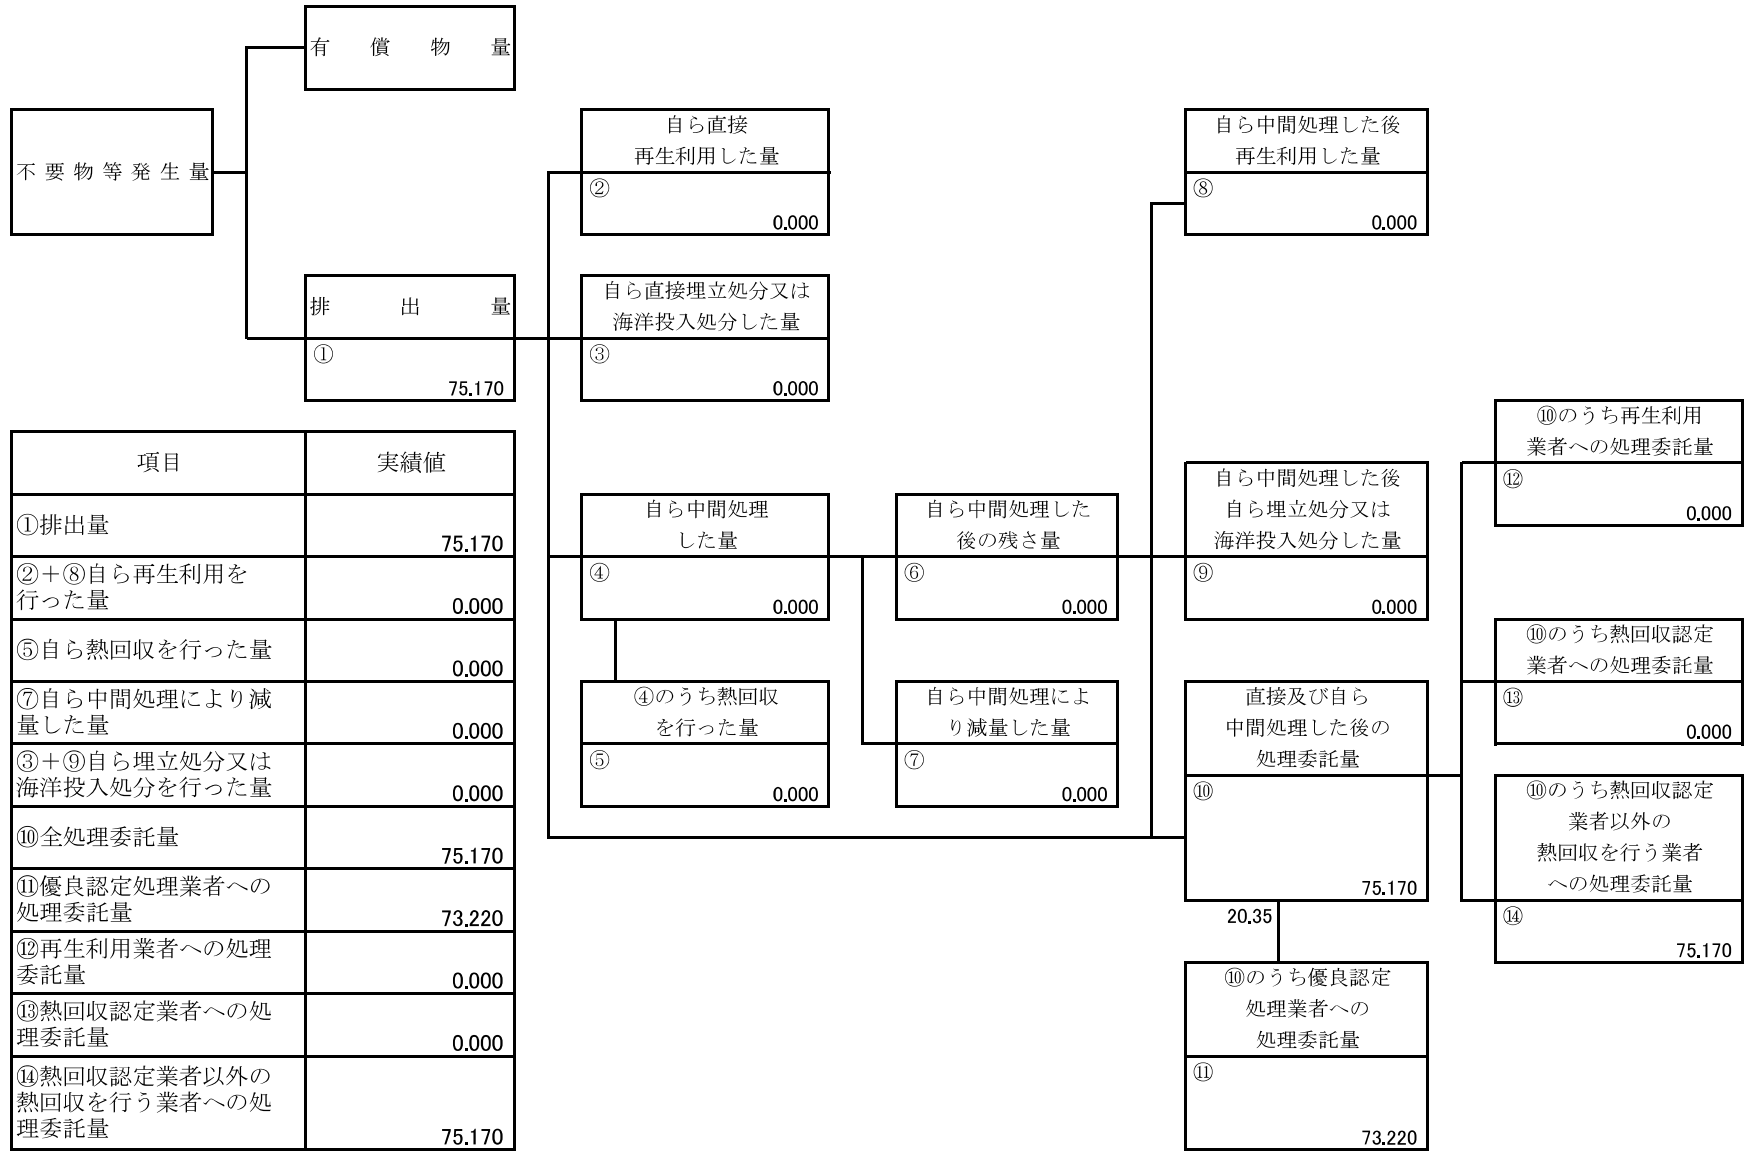 有償物量
不要物等発生量
排出量
①
75.170
自ら直接
再生利用した量
②
0.000
自ら直接埋立処分又は
海洋投入処分した量
③
0.000
自ら中間処理
した量
④
0.000
④のうち熱回収
を行った量
⑤
0.000
自ら中間処理した
後の残さ量
⑥
0.000
自ら中間処理によ
り減量した量
⑦
0.000
自ら中間処理した後
再生利用した量
⑧
0.000
自ら中間処理した後
自ら埋立処分又は
海洋投入処分した量
⑨
0.000
直接及び自ら
中間処理した後の
処理委託量
⑩
75.170
20.35
⑩のうち優良認定
処理業者への
処理委託量
⑪
73.220
⑩のうち再生利用
業者への処理委託量
⑫
0.000
⑩のうち熱回収認定
業者への処理委託量
⑬
0.000
⑩のうち熱回収認定
業者以外の
熱回収を行う業者
への処理委託量
⑭
75.170
項目 実績値
①排出量
75.170
②＋⑧自ら再生利用を
行った量
0.000
⑤自ら熱回収を行った量
0.000
⑦自ら中間処理により減
量した量
0.000
③＋⑨自ら埋立処分又は
海洋投入処分を行った量
0.000
⑩全処理委託量
75.170
⑪優良認定処理業者への
処理委託量
73.220
⑫再生利用業者への処理
委託量
0.000
⑬熱回収認定業者への処
理委託量
0.000
⑭熱回収認定業者以外の
熱回収を行う業者への処
理委託量
75.170